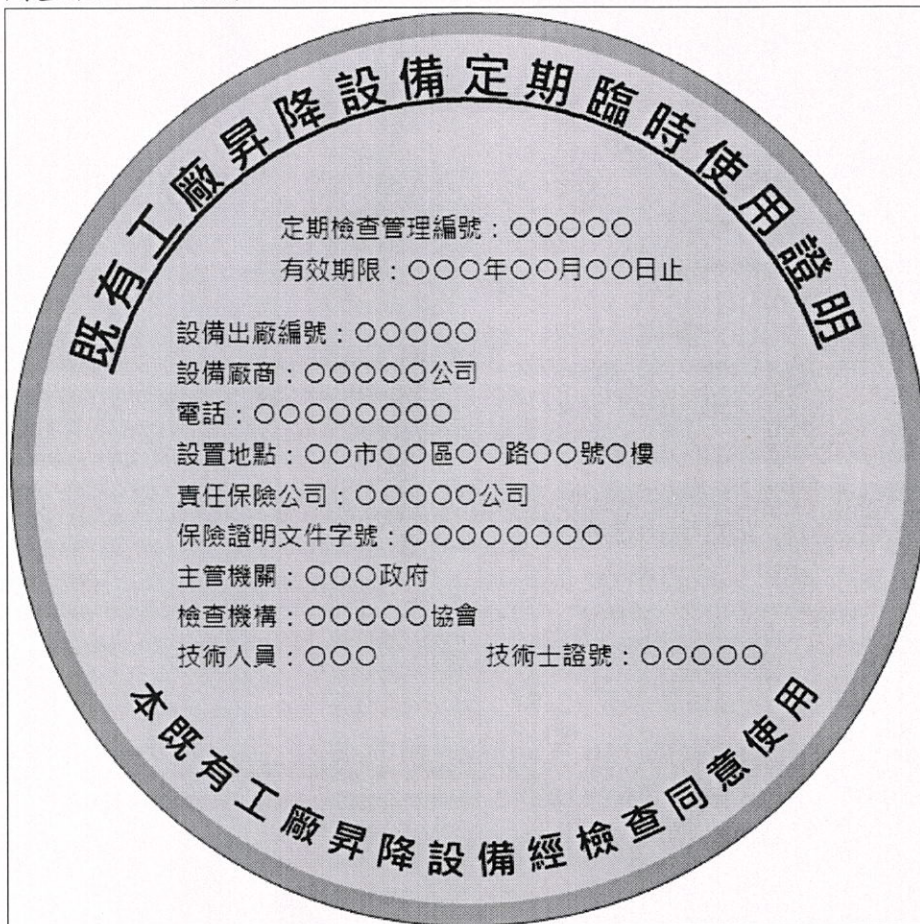 既有工廠昇降設備定期臨時使用證明
定期檢查管理編號：○○○○○
有效期限：○○○年○○月○○日止
設備出廠編號：○○○○○
設備廠商：○○○○○公司
電話：○○○○○○○○
設置地點：○○市○○區○○路○○號○樓
責任保險公司：○○○○○公司
保險證明文件字號：○○○○○○○○
主管機關：○○○政府
檢查機構：○○○○○協會
技術人員：○○○　技術士證號：○○○○○
本既有工廠昇降設備經檢查同意使用